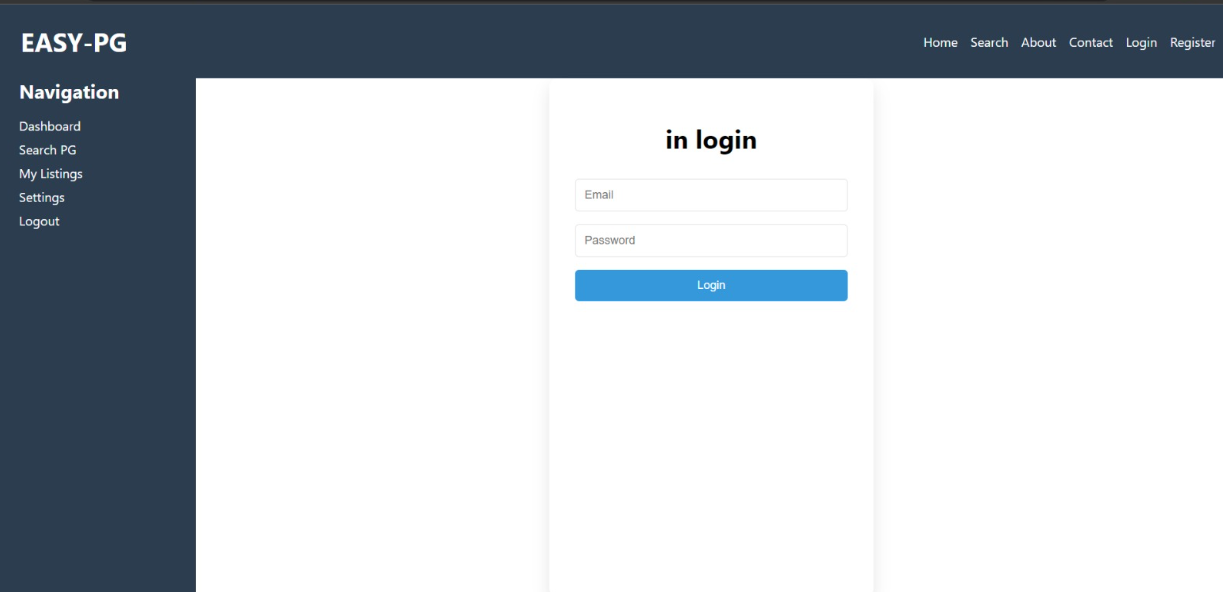 EASY-PG
Home Search About Contact Login Register
Navigation
Dashboard
Search PG
My Listings
Settings
Logout
in login
Email
Password
Login